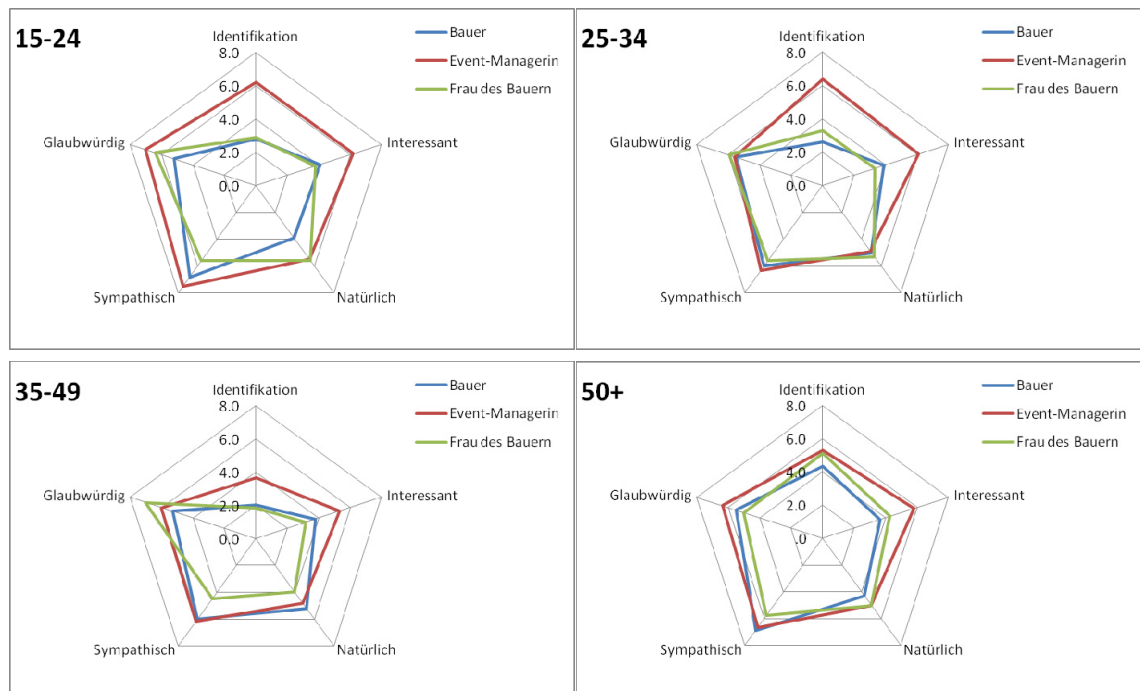 15-24
Identifikation
8.0
6.0
4.0
2.0
0.0
Interessant
Natürlich
Sympathisch
Glaubwürdig
Bauer
Event-Managerin
Frau des Bauern
25-34
Identifikation
8.0
6.0
4.0
2.0
0.0
Interessant
Natürlich
Sympathisch
Glaubwürdig
Bauer
Event-Managerin
Frau des Bauern
35-49
Identifikation
8.0
6.0
4.0
2.0
0.0
Interessant
Natürlich
Sympathisch
Glaubwürdig
Bauer
Event-Managerin
Frau des Bauern
50+
Identifikation
8.0
6.0
4.0
2.0
.0
Interessant
Natürlich
Sympathisch
Glaubwürdig
Bauer
Event-Managerin
Frau des Bauern